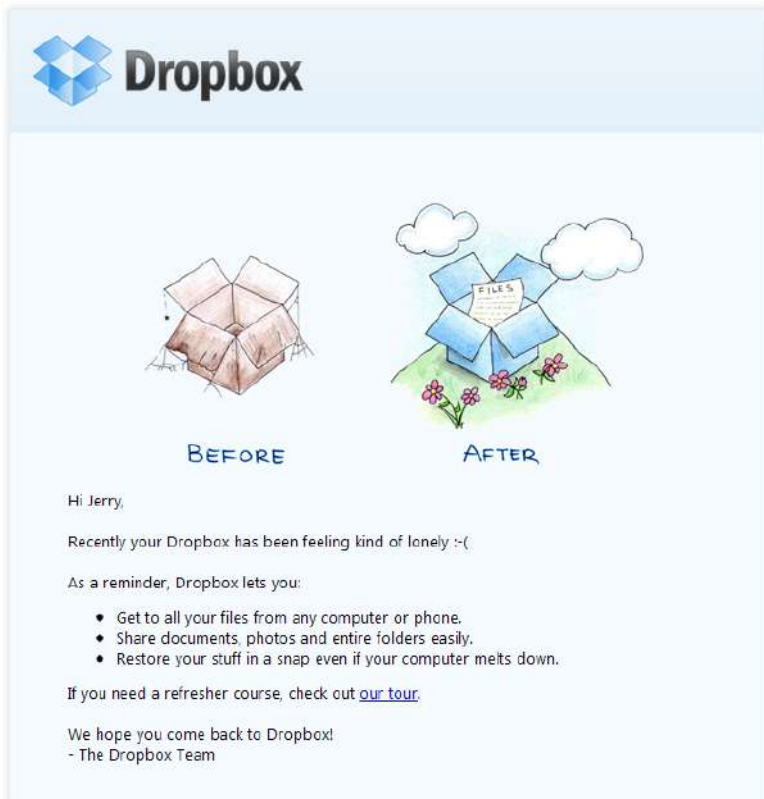 Dropbox
FILES
BEFORE
AFTER
Hi Jerry,
Recently your Dropbox has been feeling kind of lonely :-(
As a reminder, Dropbox lets you:
• Get to all your files from any computer or phone.
• Share documents, photos and entire folders easily.
• Restore your stuff in a snap even if your computer melts down.
If you need a refresher course, check out our tour.
We hope you come back to Dropbox!
- The Dropbox Team